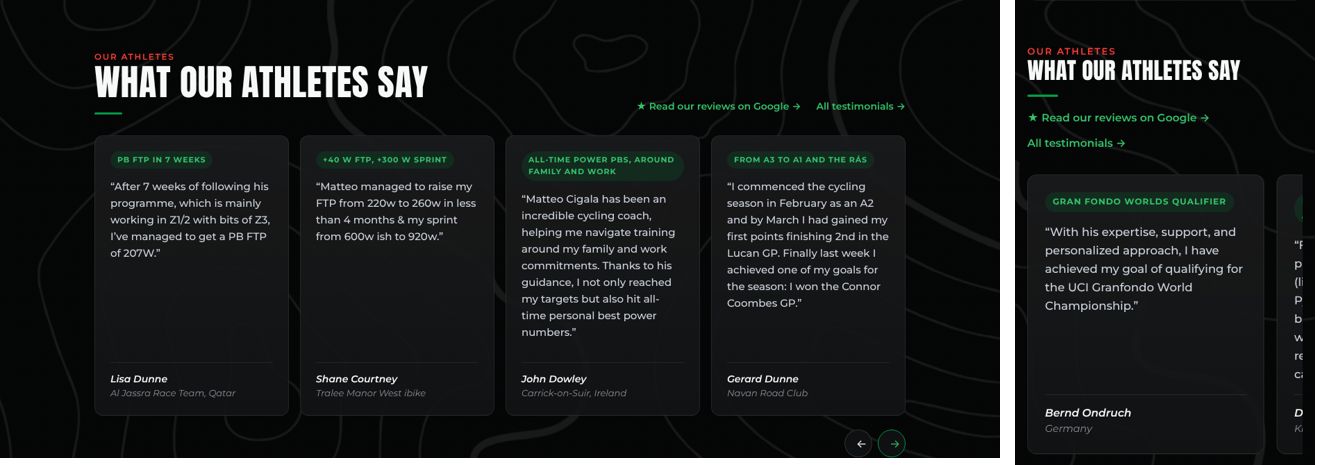 OUR ATHLETES
WHAT OUR ATHLETES SAY
★ Read our reviews on Google →
All testimonials →
PB FTP IN 7 WEEKS
“After 7 weeks of following his
programme, which is mainly
working in Z1/2 with bits of Z3,
I’ve managed to get a PB FTP
of 207W.”
Lisa Dunne
Al Jassra Race Team, Qatar
+40 W FTP, +300 W SPRINT
“Matteo managed to raise my
FTP from 220w to 260w in less
than 4 months & my sprint
from 600w ish to 920w.”
Shane Courtney
Tralee Manor West ibike
ALL-TIME POWER PBS, AROUND
FAMILY AND WORK
“Matteo Cigala has been an
incredible cycling coach,
helping me navigate training
around my family and work
commitments. Thanks to his
guidance, I not only reached
my targets but also hit all-
time personal best power
numbers.”
John Dowley
Carrick-on-Suir, Ireland
FROM A3 TO A1 AND THE RÁS
“I commenced the cycling
season in February as an A2
and by March I had gained my
first points finishing 2nd in the
Lucan GP. Finally last week I
achieved one of my goals for
the season: I won the Connor
Coombes GP.”
Gerard Dunne
Navan Road Club
← →
OUR ATHLETES
WHAT OUR ATHLETES SAY
★ Read our reviews on Google →
All testimonials →
GRAN FONDO WORLDS QUALIFIER
“With his expertise, support, and
personalized approach, I have
achieved my goal of qualifying for
the UCI Granfondo World
Championship.”
Bernd Ondruch
Germany